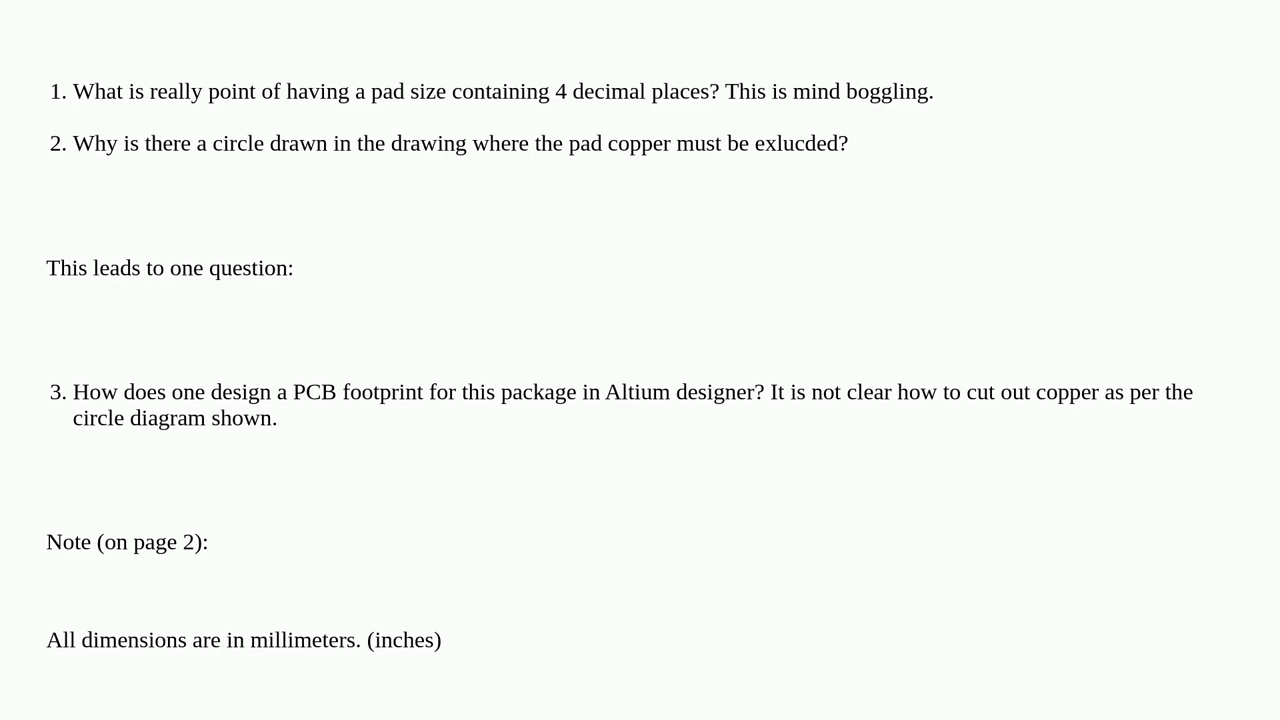 1. What is really point of having a pad size containing 4 decimal places? This is mind boggling.
2. Why is there a circle drawn in the drawing where the pad copper must be exlucded?
This leads to one question:
3. How does one design a PCB footprint for this package in Altium designer? It is not clear how to cut out copper as per the
circle diagram shown.
Note (on page 2):
All dimensions are in millimeters. (inches)